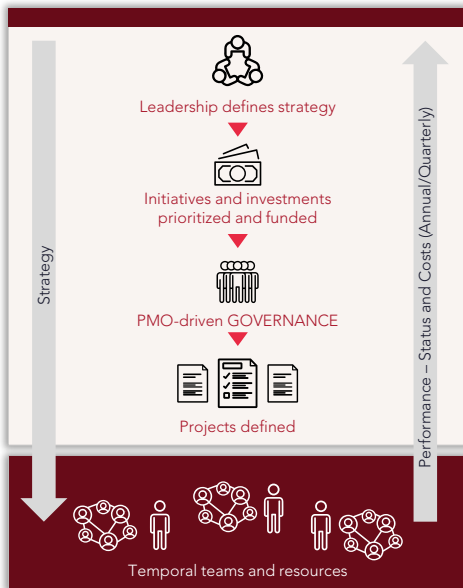 Leadership defines strategy
Initiatives and investments
prioritized and funded
PMO-driven GOVERNANCE
Projects defined
Strategy
Performance – Status and Costs (Annual/Quarterly)
Temporal teams and resources